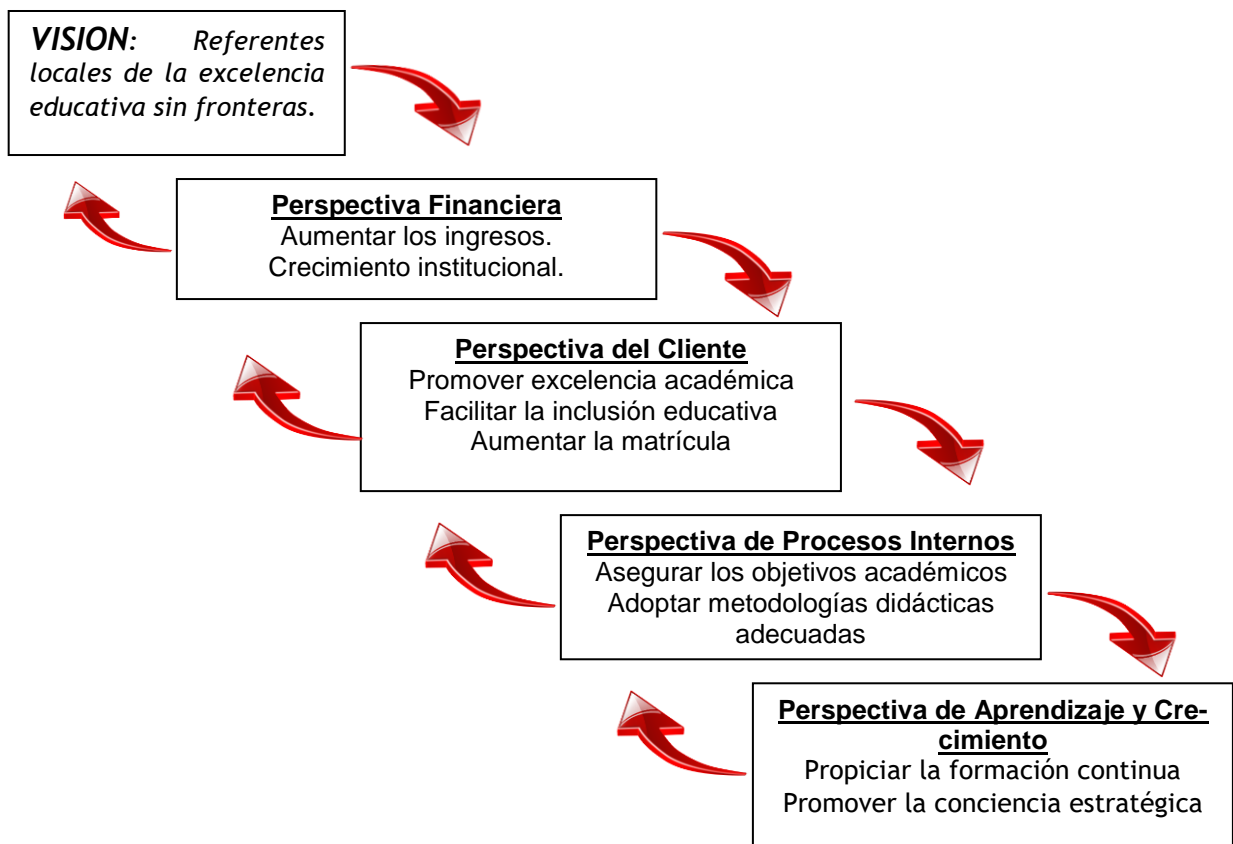 VISION: Referentes
locales de la excelencia
educativa sin fronteras.
Perspectiva Financiera
Aumentar los ingresos.
Crecimiento institucional.
Perspectiva del Cliente
Promover excelencia académica
Facilitar la inclusión educativa
Aumentar la matrícula
Perspectiva de Procesos Internos
Asegurar los objetivos académicos
Adoptar metodologías didácticas
adecuadas
Perspectiva de Aprendizaje y Cre-
cimiento
Propiciar la formación continua
Promover la conciencia estratégica